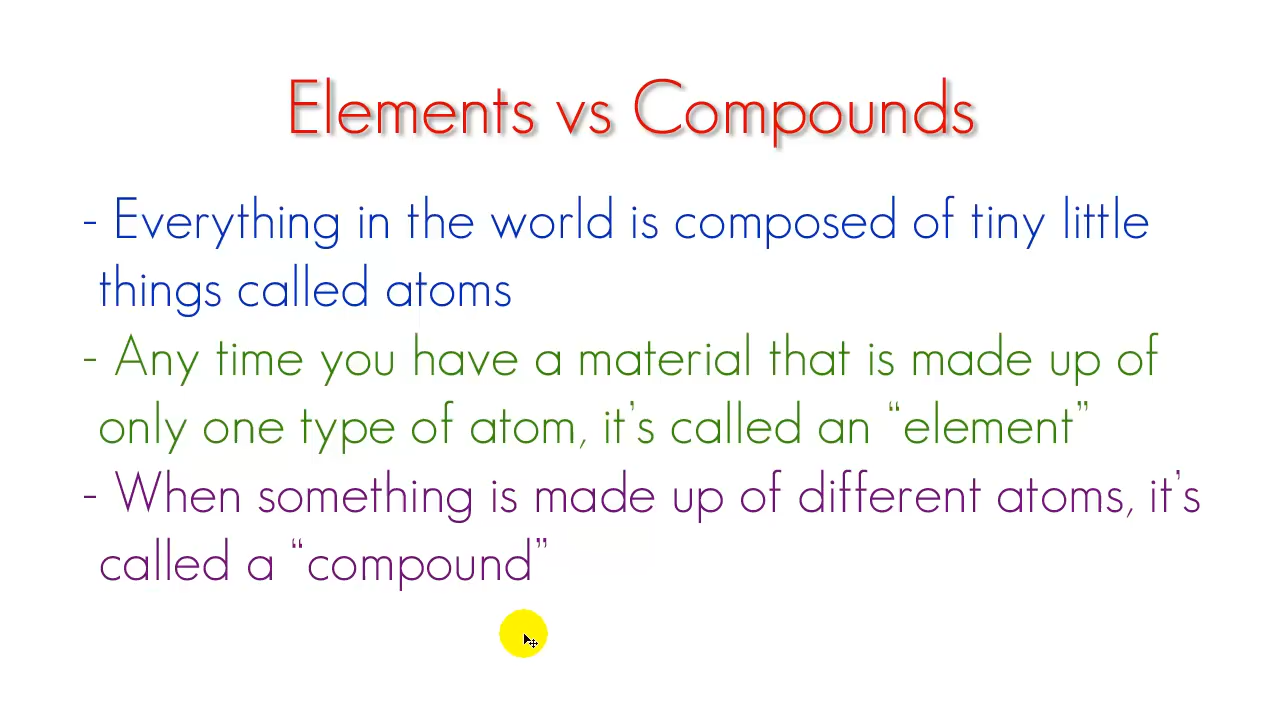 Elements vs Compounds
- Everything in the world is composed of tiny little
things called atoms
- Any time you have a material that is made up of
only one type of atom, it’s called an “element”
- When something is made up of different atoms, it’s
called a “compound”